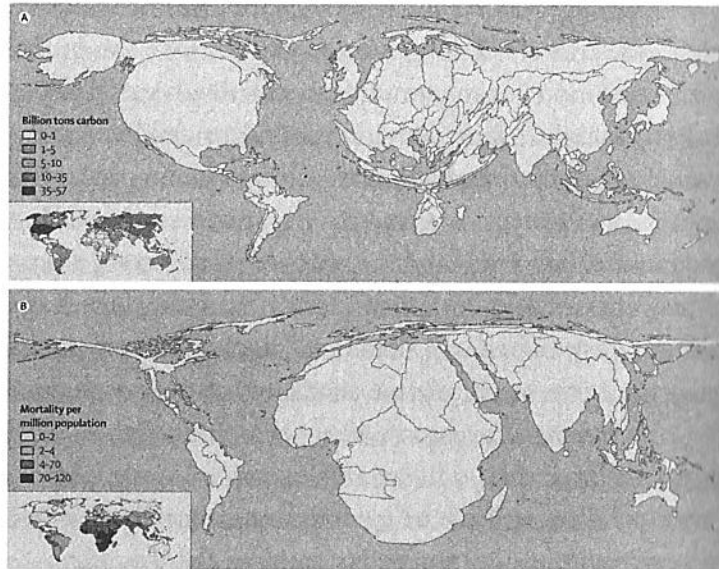 A
Billion tons carbon
0–1
1–5
5–10
10–35
35–57
B
Mortality per
million population
0–2
2–4
4–70
70–120